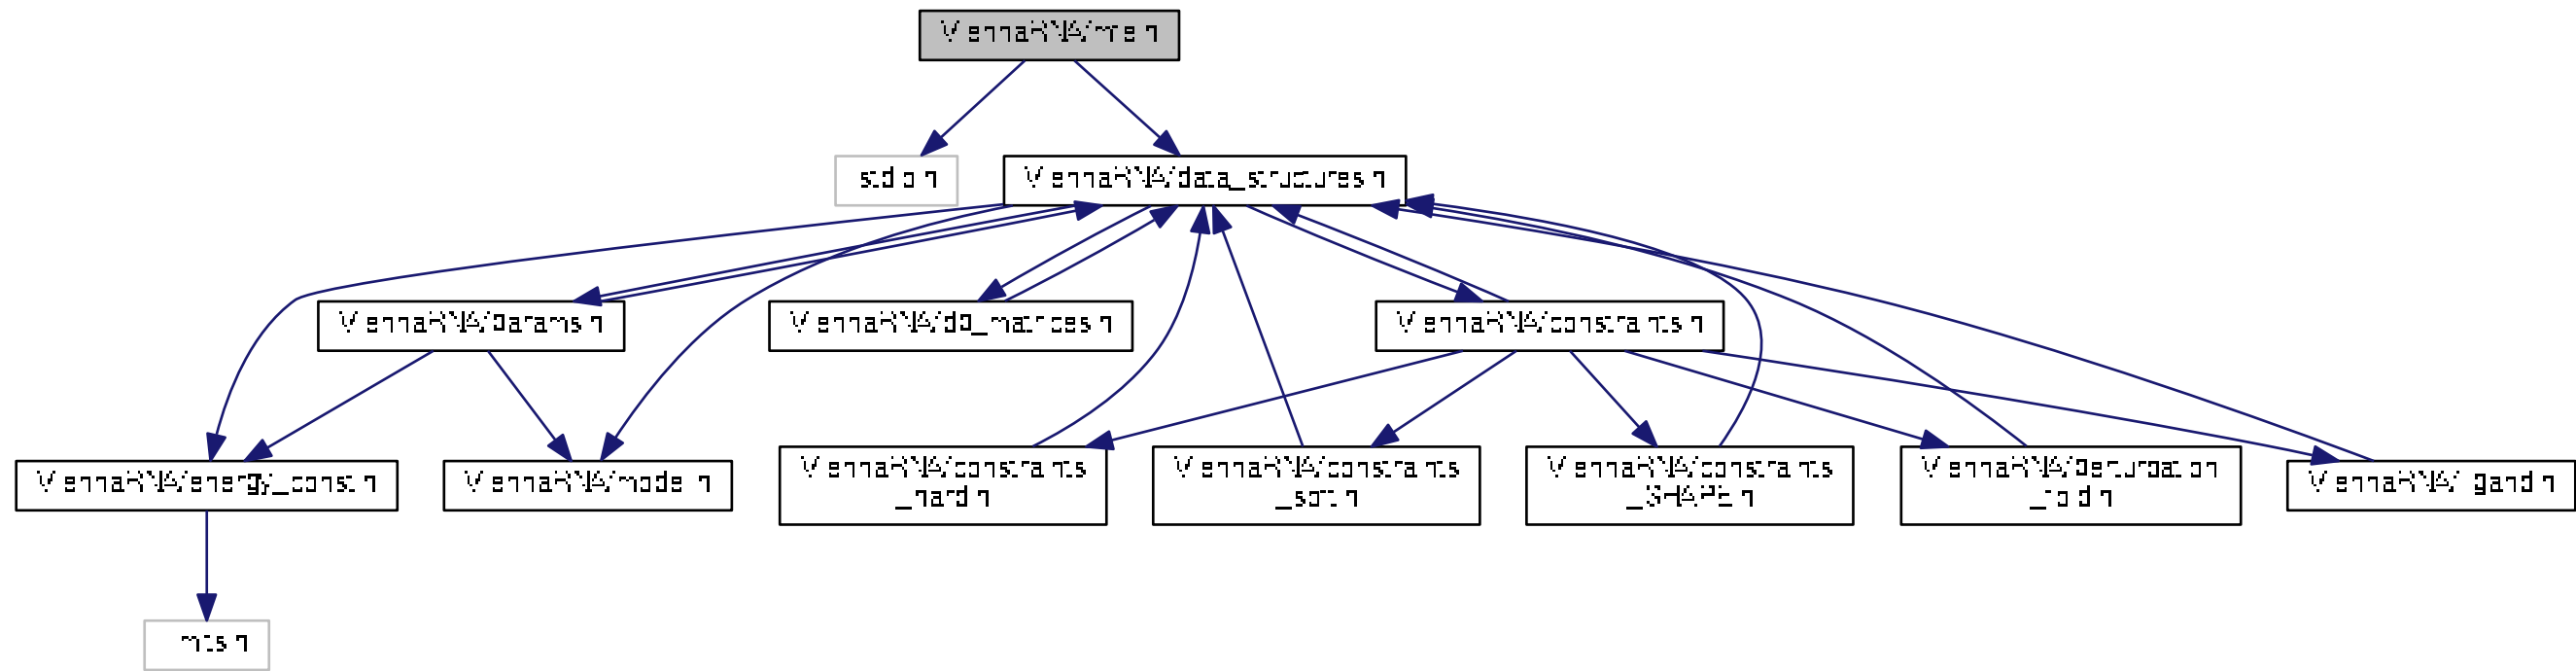 ViennaRNA/mfe.h
stdio.h
ViennaRNA/data_structures.h
ViennaRNA/params.h
ViennaRNA/dp_matrices.h
ViennaRNA/constraints.h
ViennaRNA/energy_const.h
ViennaRNA/model.h
ViennaRNA/constraints
_hard.h
ViennaRNA/constraints
_soft.h
ViennaRNA/constraints
_SHAPE.h
ViennaRNA/perturbation
_fold.h
ViennaRNA/ligand.h
limits.h